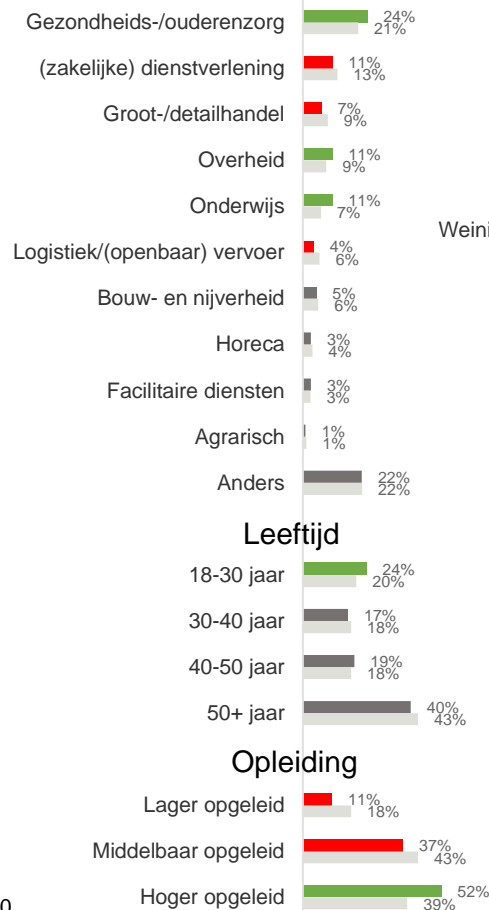 Gezondheids-/ouderenzorg 24% 21%
(zakelijke) dienstverlening 11% 13%
Groot-/detailhandel 7% 9%
Overheid 11% 9%
Onderwijs 11% 7%
Weini
Logistiek/(openbaar) vervoer 4% 6%
Bouw- en nijverheid 5% 6%
Horeca 3% 4%
Facilitaire diensten 3% 3%
Agrarisch 1% 1%
Anders 22% 22%
Leeftijd
18-30 jaar 24% 20%
30-40 jaar 17% 18%
40-50 jaar 19% 18%
50+ jaar 40% 43%
Opleiding
Lager opgeleid 11% 18%
Middelbaar opgeleid 37% 43%
Hoger opgeleid 52% 39%
0